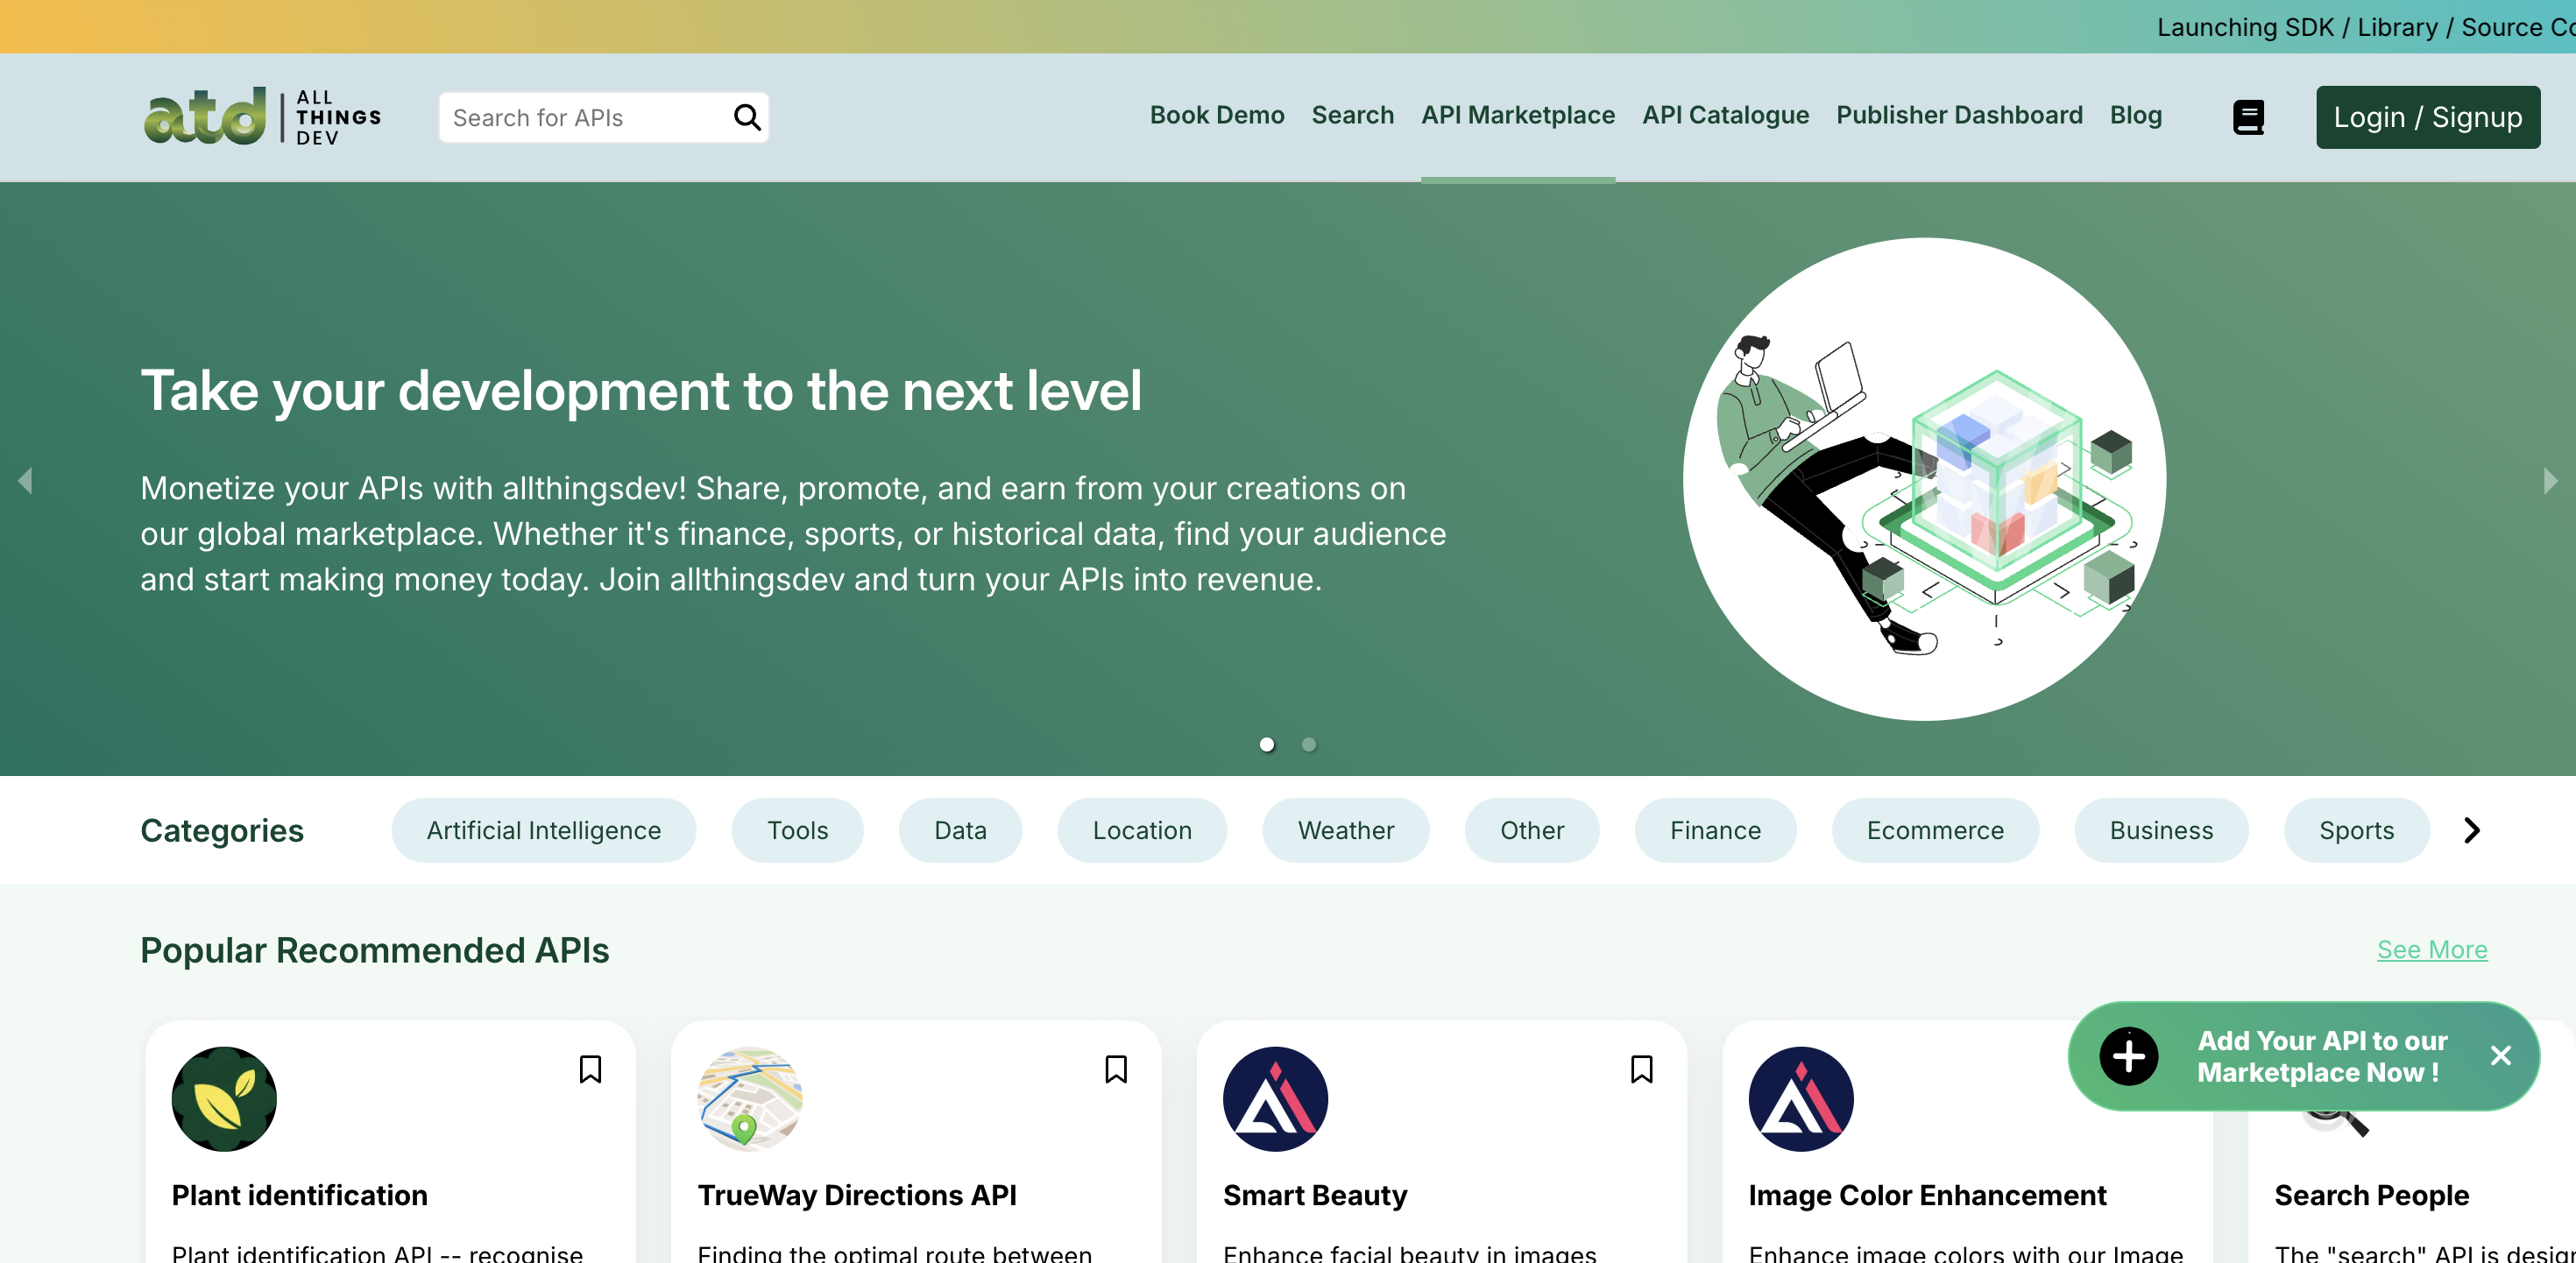 Launching SDK / Library / Source
atd
ALL
THINGS
DEV
Search for APIs
Book Demo
Search
API Marketplace
API Catalogue
Publisher Dashboard
Blog
Login / Signup
Take your development to the next level
Monetize your APIs with allthingsdev! Share, promote, and earn from your creations on
our global marketplace. Whether it's finance, sports, or historical data, find your audience
and start making money today. Join allthingsdev and turn your APIs into revenue.
Categories
Artificial Intelligence
Tools
Data
Location
Weather
Other
Finance
Ecommerce
Business
Sports
Popular Recommended APIs
See More
Add Your API to our
Marketplace Now !
Plant identification
Plant identification API -- recognise
TrueWay Directions API
Finding the optimal route between
Smart Beauty
Enhance facial beauty in images
Image Color Enhancement
Enhance image colors with our Image
Search People
The "search" API is